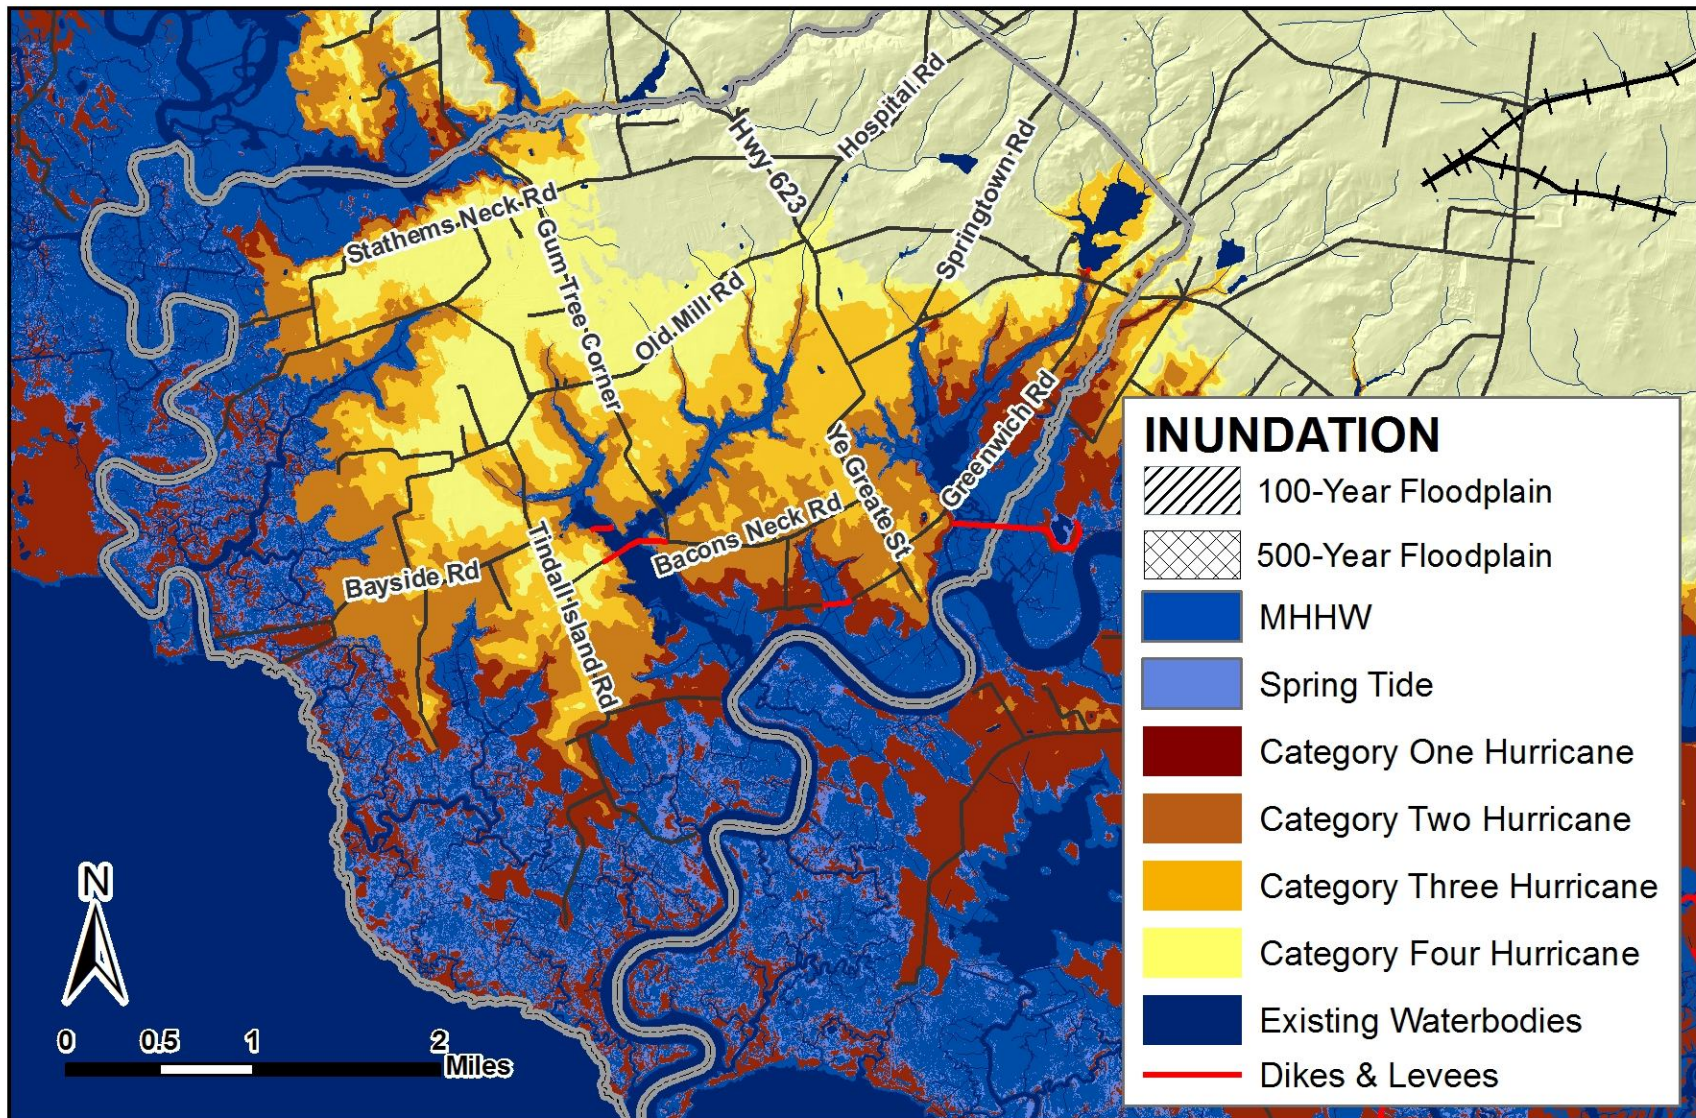 Hospital Rd
Hwy 623
Springtown Rd
Stathems Neck Rd
Gum Tree Corner
Old Mill Rd
Greenwich Rd
Ye Greate St
Bacons Neck Rd
Tindall Island Rd
Bayside Rd
INUNDATION
100-Year Floodplain
500-Year Floodplain
MHHW
Spring Tide
Category One Hurricane
Category Two Hurricane
Category Three Hurricane
Category Four Hurricane
Existing Waterbodies
Dikes & Levees
N
0 0.5 1 2
Miles